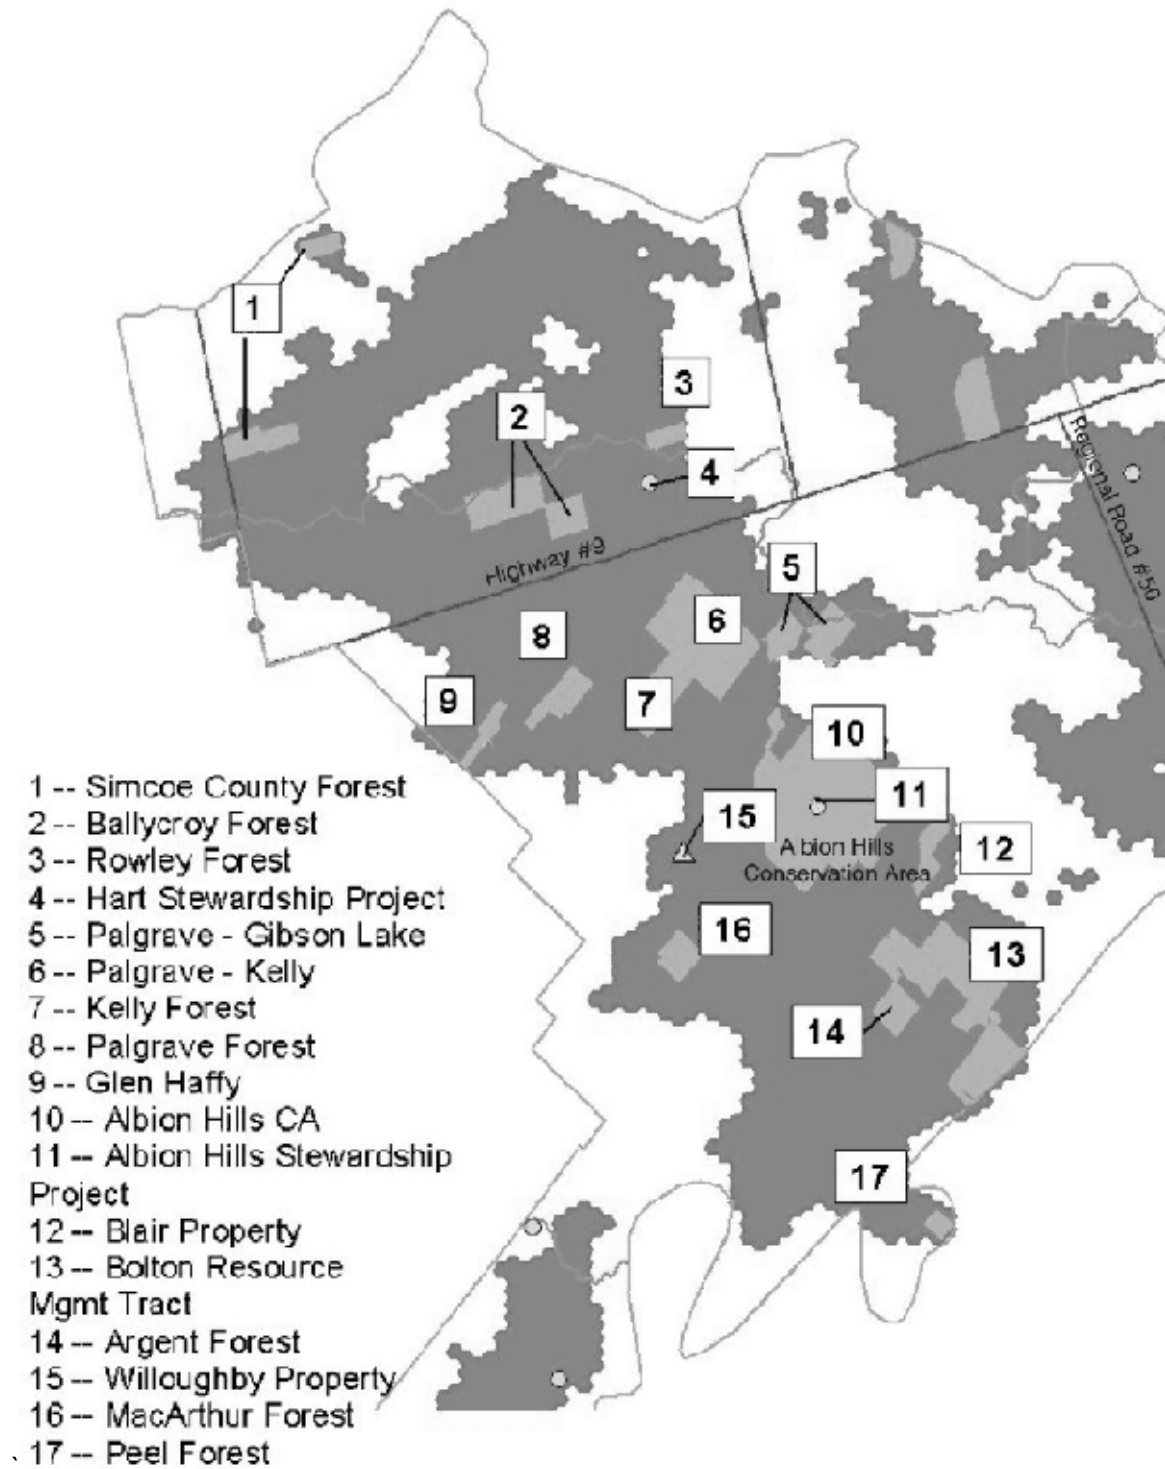 1
2
3
4
Highway #9
Regional Road #50
5
6
8
7
9
10
11
15
Albion Hills
Conservation Area
12
16
13
14
17
1 -- Simcoe County Forest
2 -- Ballycroy Forest
3 -- Rowley Forest
4 -- Hart Stewardship Project
5 -- Palgrave - Gibson Lake
6 -- Palgrave - Kelly
7 -- Kelly Forest
8 -- Palgrave Forest
9 -- Glen Haffy
10 -- Albion Hills CA
11 -- Albion Hills Stewardship
Project
12 -- Blair Property
13 -- Bolton Resource
Mgmt Tract
14 -- Argent Forest
15 -- Willoughby Property
16 -- MacArthur Forest
17 -- Peel Forest